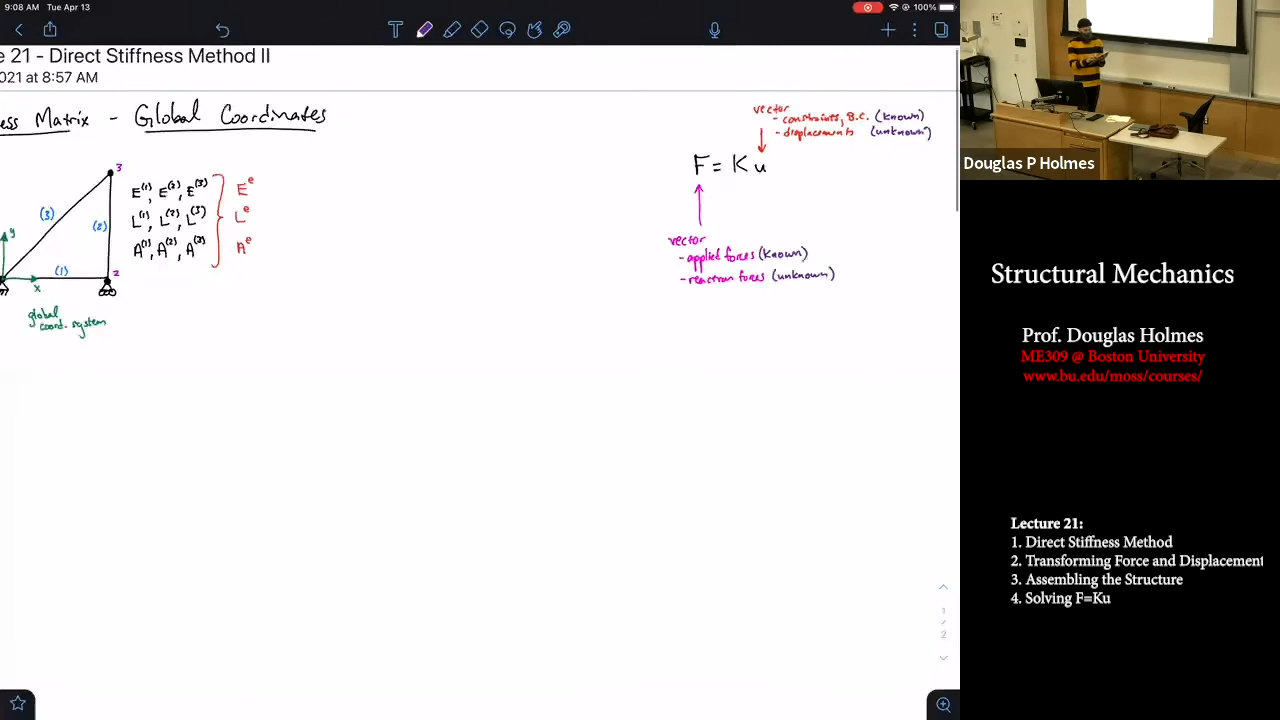 9:08 AM Tue Apr 13
100%
e 21 - Direct Stiffness Method II
021 at 8:57 AM
ess Matrix - Global Coordinates
3
(3)
(2)
y
(1)
2
x
global
coord. system
E(1), E(2), E(3)
L(1), L(2), L(3)
A(1), A(2), A(3)
E e
L e
A e
vector
- constraints, B.C. (known)
- displacements (unknown)
F = K u
vector
- applied forces (known)
- reaction forces (unknown)
1
2
Douglas P Holmes
Structural Mechanics
Prof. Douglas Holmes
ME309 @ Boston University
www.bu.edu/moss/courses/
Lecture 21:
1. Direct Stiffness Method
2. Transforming Force and Displacement
3. Assembling the Structure
4. Solving F=Ku